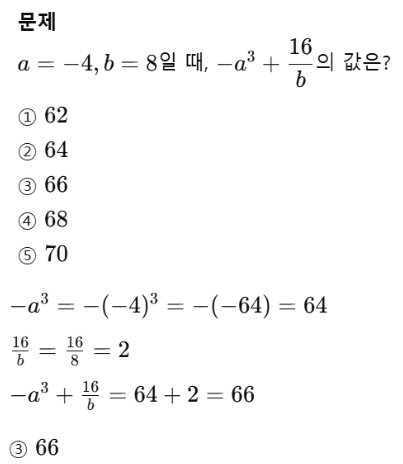 문제
a = −4, b = 8일 때, −a³ + 16/b의 값은?
① 62
② 64
③ 66
④ 68
⑤ 70
−a³ = −(−4)³ = −(−64) = 64
16/b = 16/8 = 2
−a³ + 16/b = 64 + 2 = 66
③ 66